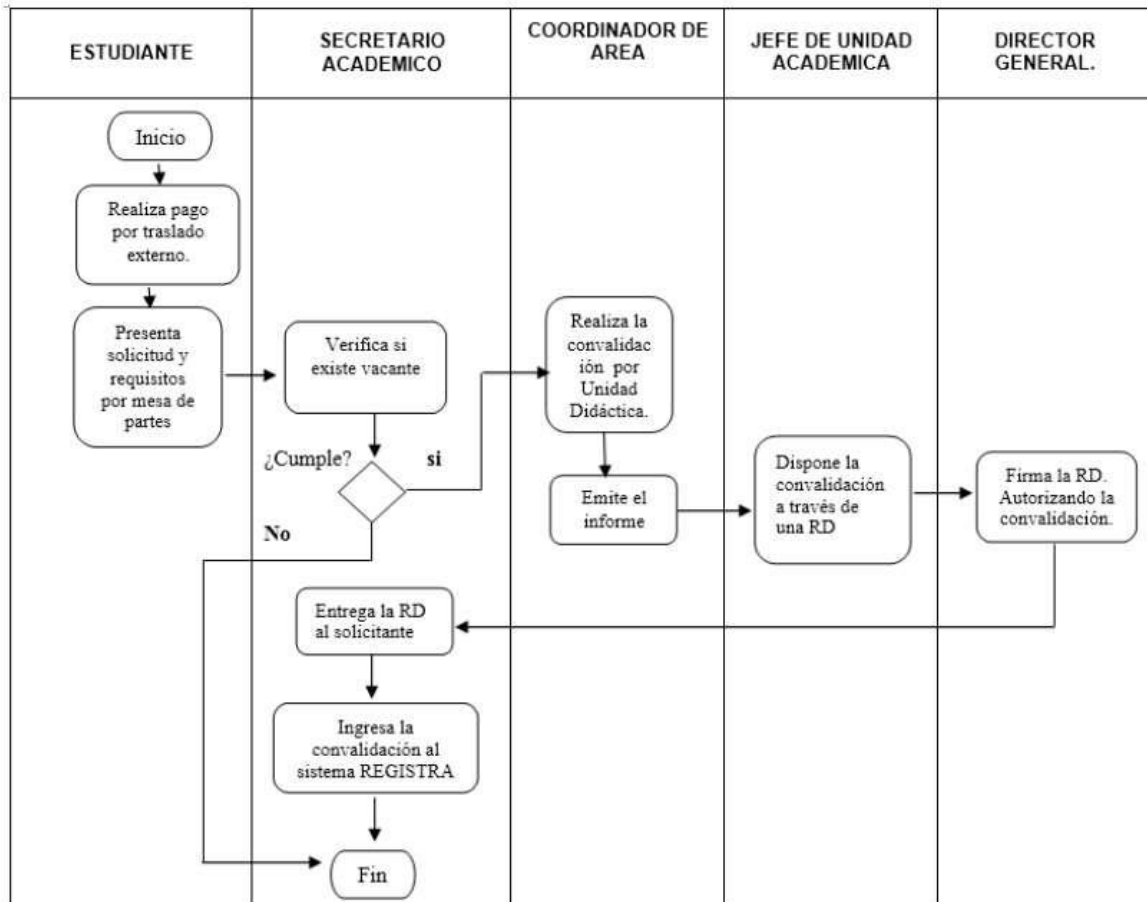 ESTUDIANTE
SECRETARIO
ACADEMICO
COORDINADOR DE
AREA
JEFE DE UNIDAD
ACADEMICA
DIRECTOR
GENERAL.
Inicio
Realiza pago
por traslado
externo.
Presenta
solicitud y
requisitos
por mesa de
partes
Verifica si
existe vacante
¿Cumple?
si
No
Realiza la
convalidac
ión por
Unidad
Didáctica.
Emite el
informe
Dispone la
convalidación
a través de
una RD
Firma la RD.
Autorizando la
convalidación.
Entrega la RD
al solicitante
Ingresa la
convalidación al
sistema REGISTRA
Fin